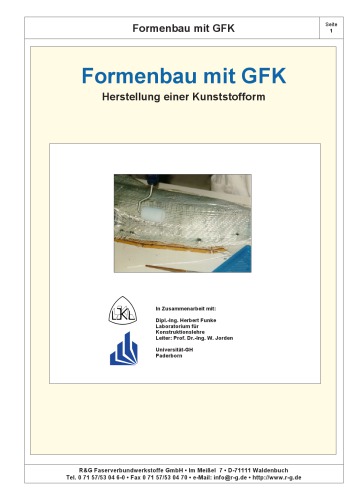 Formenbau mit GFK
Seite
1
Formenbau mit GFK
Herstellung einer Kunststofform
LKL
In Zusammenarbeit mit:
Dipl.-Ing. Herbert Funke
Laboratorium für
Konstruktionslehre
Leiter: Prof. Dr.-Ing. W. Jorden
Universität-GH
Paderborn
R&G Faserverbundwerkstoffe GmbH • Im Meißel 7 • D-71111 Waldenbuch
Tel. 0 71 57/53 04 6-0 • Fax 0 71 57/53 04 70 • e-Mail: info@r-g.de • http://www.r-g.de